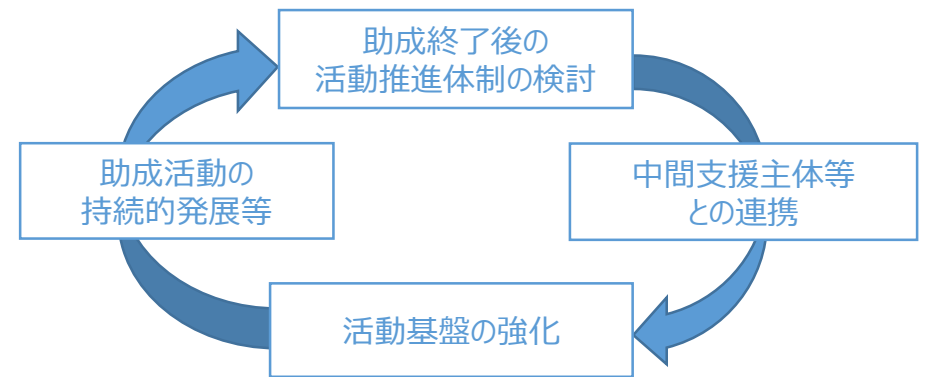 助成終了後の
活動推進体制の検討
助成活動の
持続的発展等
中間支援主体等
との連携
活動基盤の強化